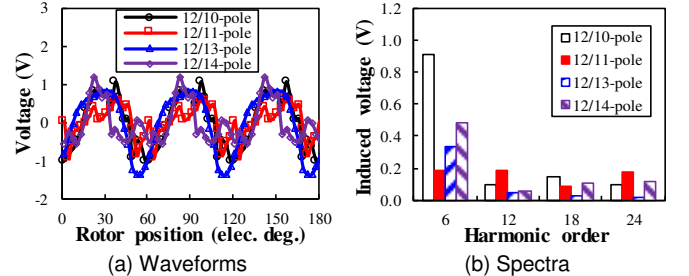 12/10-pole
12/11-pole
12/13-pole
12/14-pole
Voltage (V)
3
2
1
0
-1
-2
0 30 60 90 120 150 180
Rotor position (elec. deg.)
(a) Waveforms
12/10-pole
12/11-pole
12/13-pole
12/14-pole
Induced voltage (V)
1.2
1.0
0.8
0.6
0.4
0.2
0.0
6 12 18 24
Harmonic order
(b) Spectra